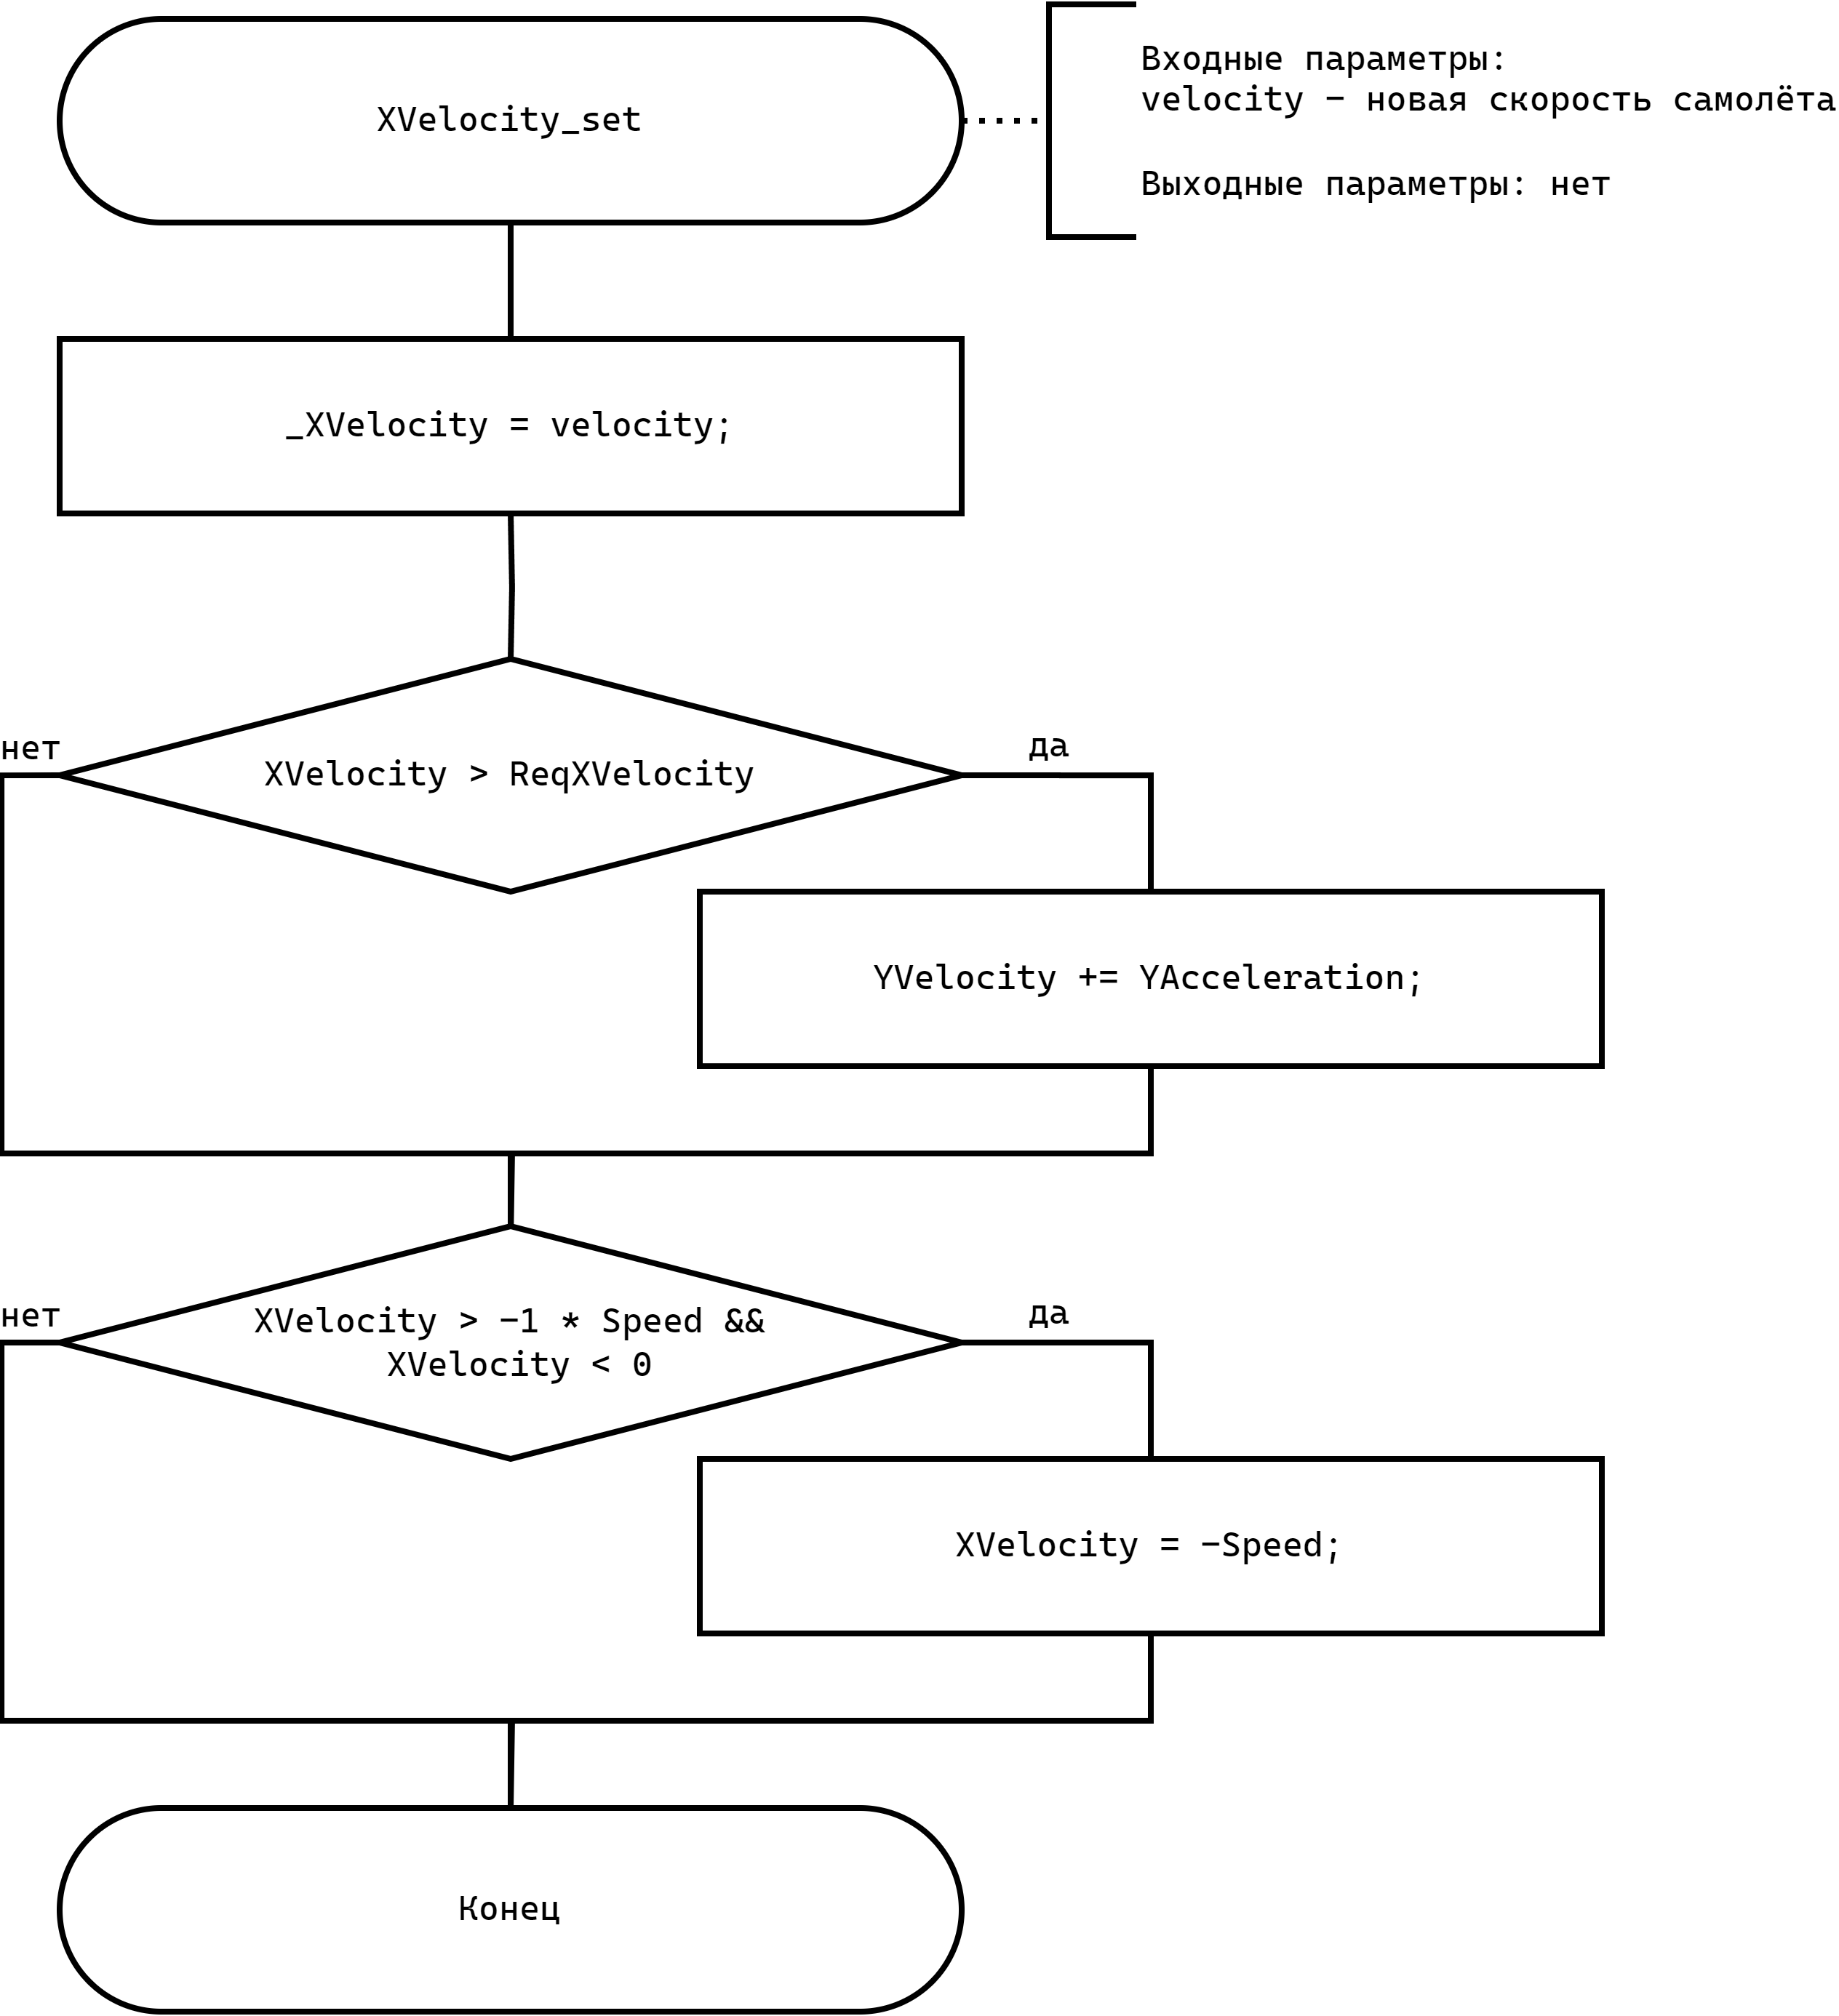 XVelocity_set
Входные параметры:
velocity – новая скорость самолёта
Выходные параметры: нет
_XVelocity = velocity;
XVelocity > ReqXVelocity
нет
да
YVelocity += YAcceleration;
XVelocity > –1 * Speed &&
XVelocity < 0
нет
да
XVelocity = –Speed;
Конец